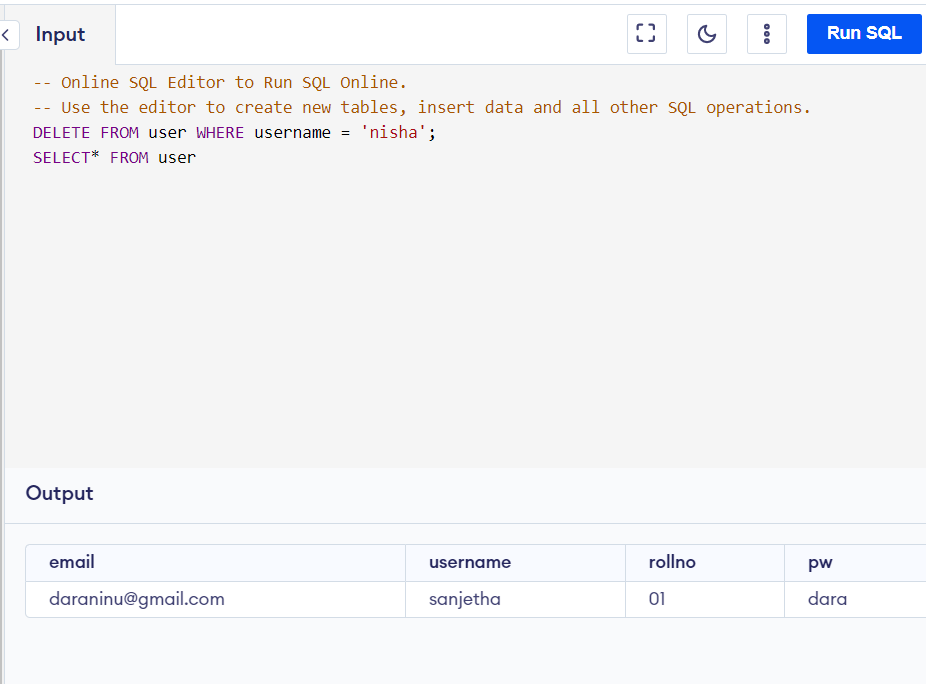 Input
Run SQL
-- Online SQL Editor to Run SQL Online.
-- Use the editor to create new tables, insert data and all other SQL operations.
DELETE FROM user WHERE username = 'nisha';
SELECT* FROM user
Output
email username rollno pw
daraninu@gmail.com sanjetha 01 dara